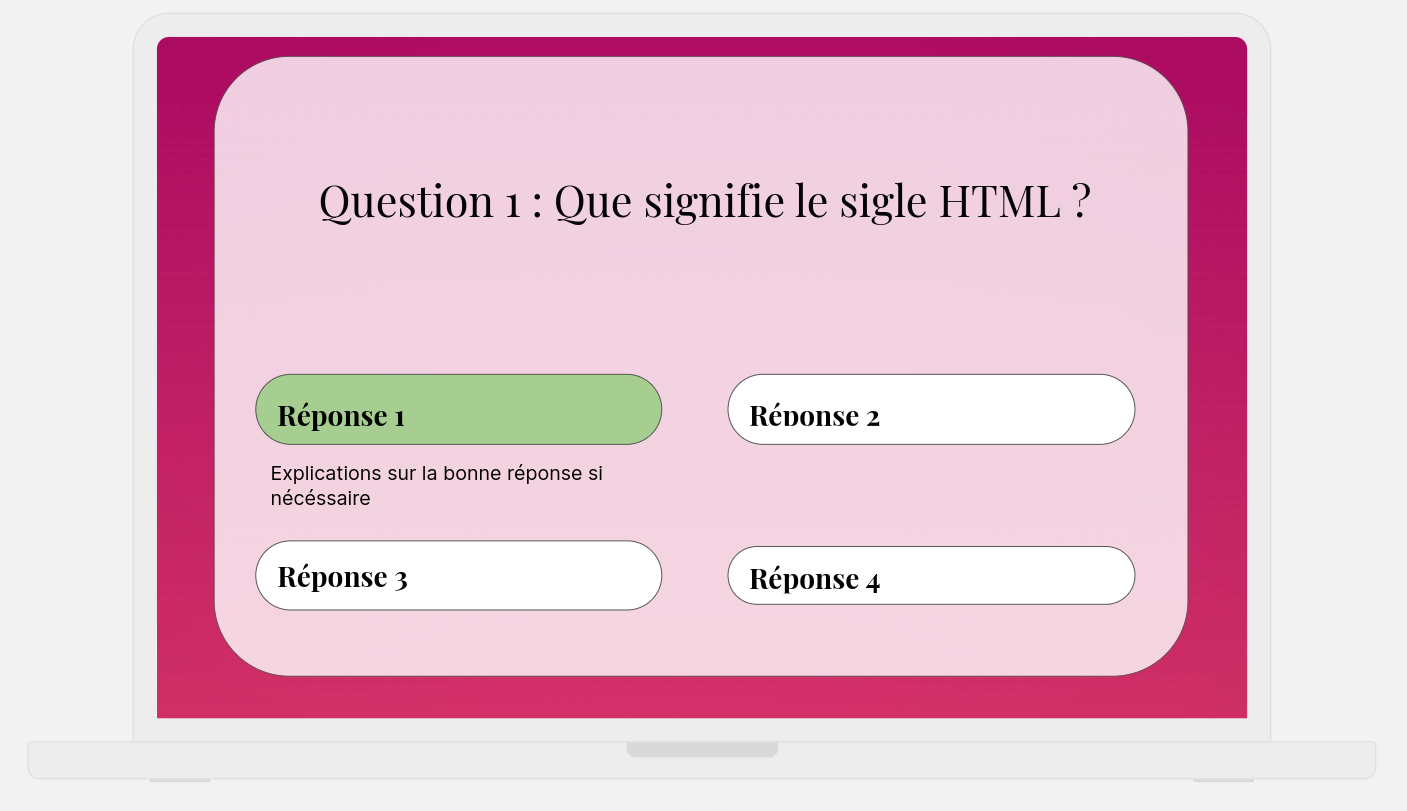 Question 1 : Que signifie le sigle HTML ?
Réponse 1
Réponse 2
Explications sur la bonne réponse si
nécéssaire
Réponse 3
Réponse 4